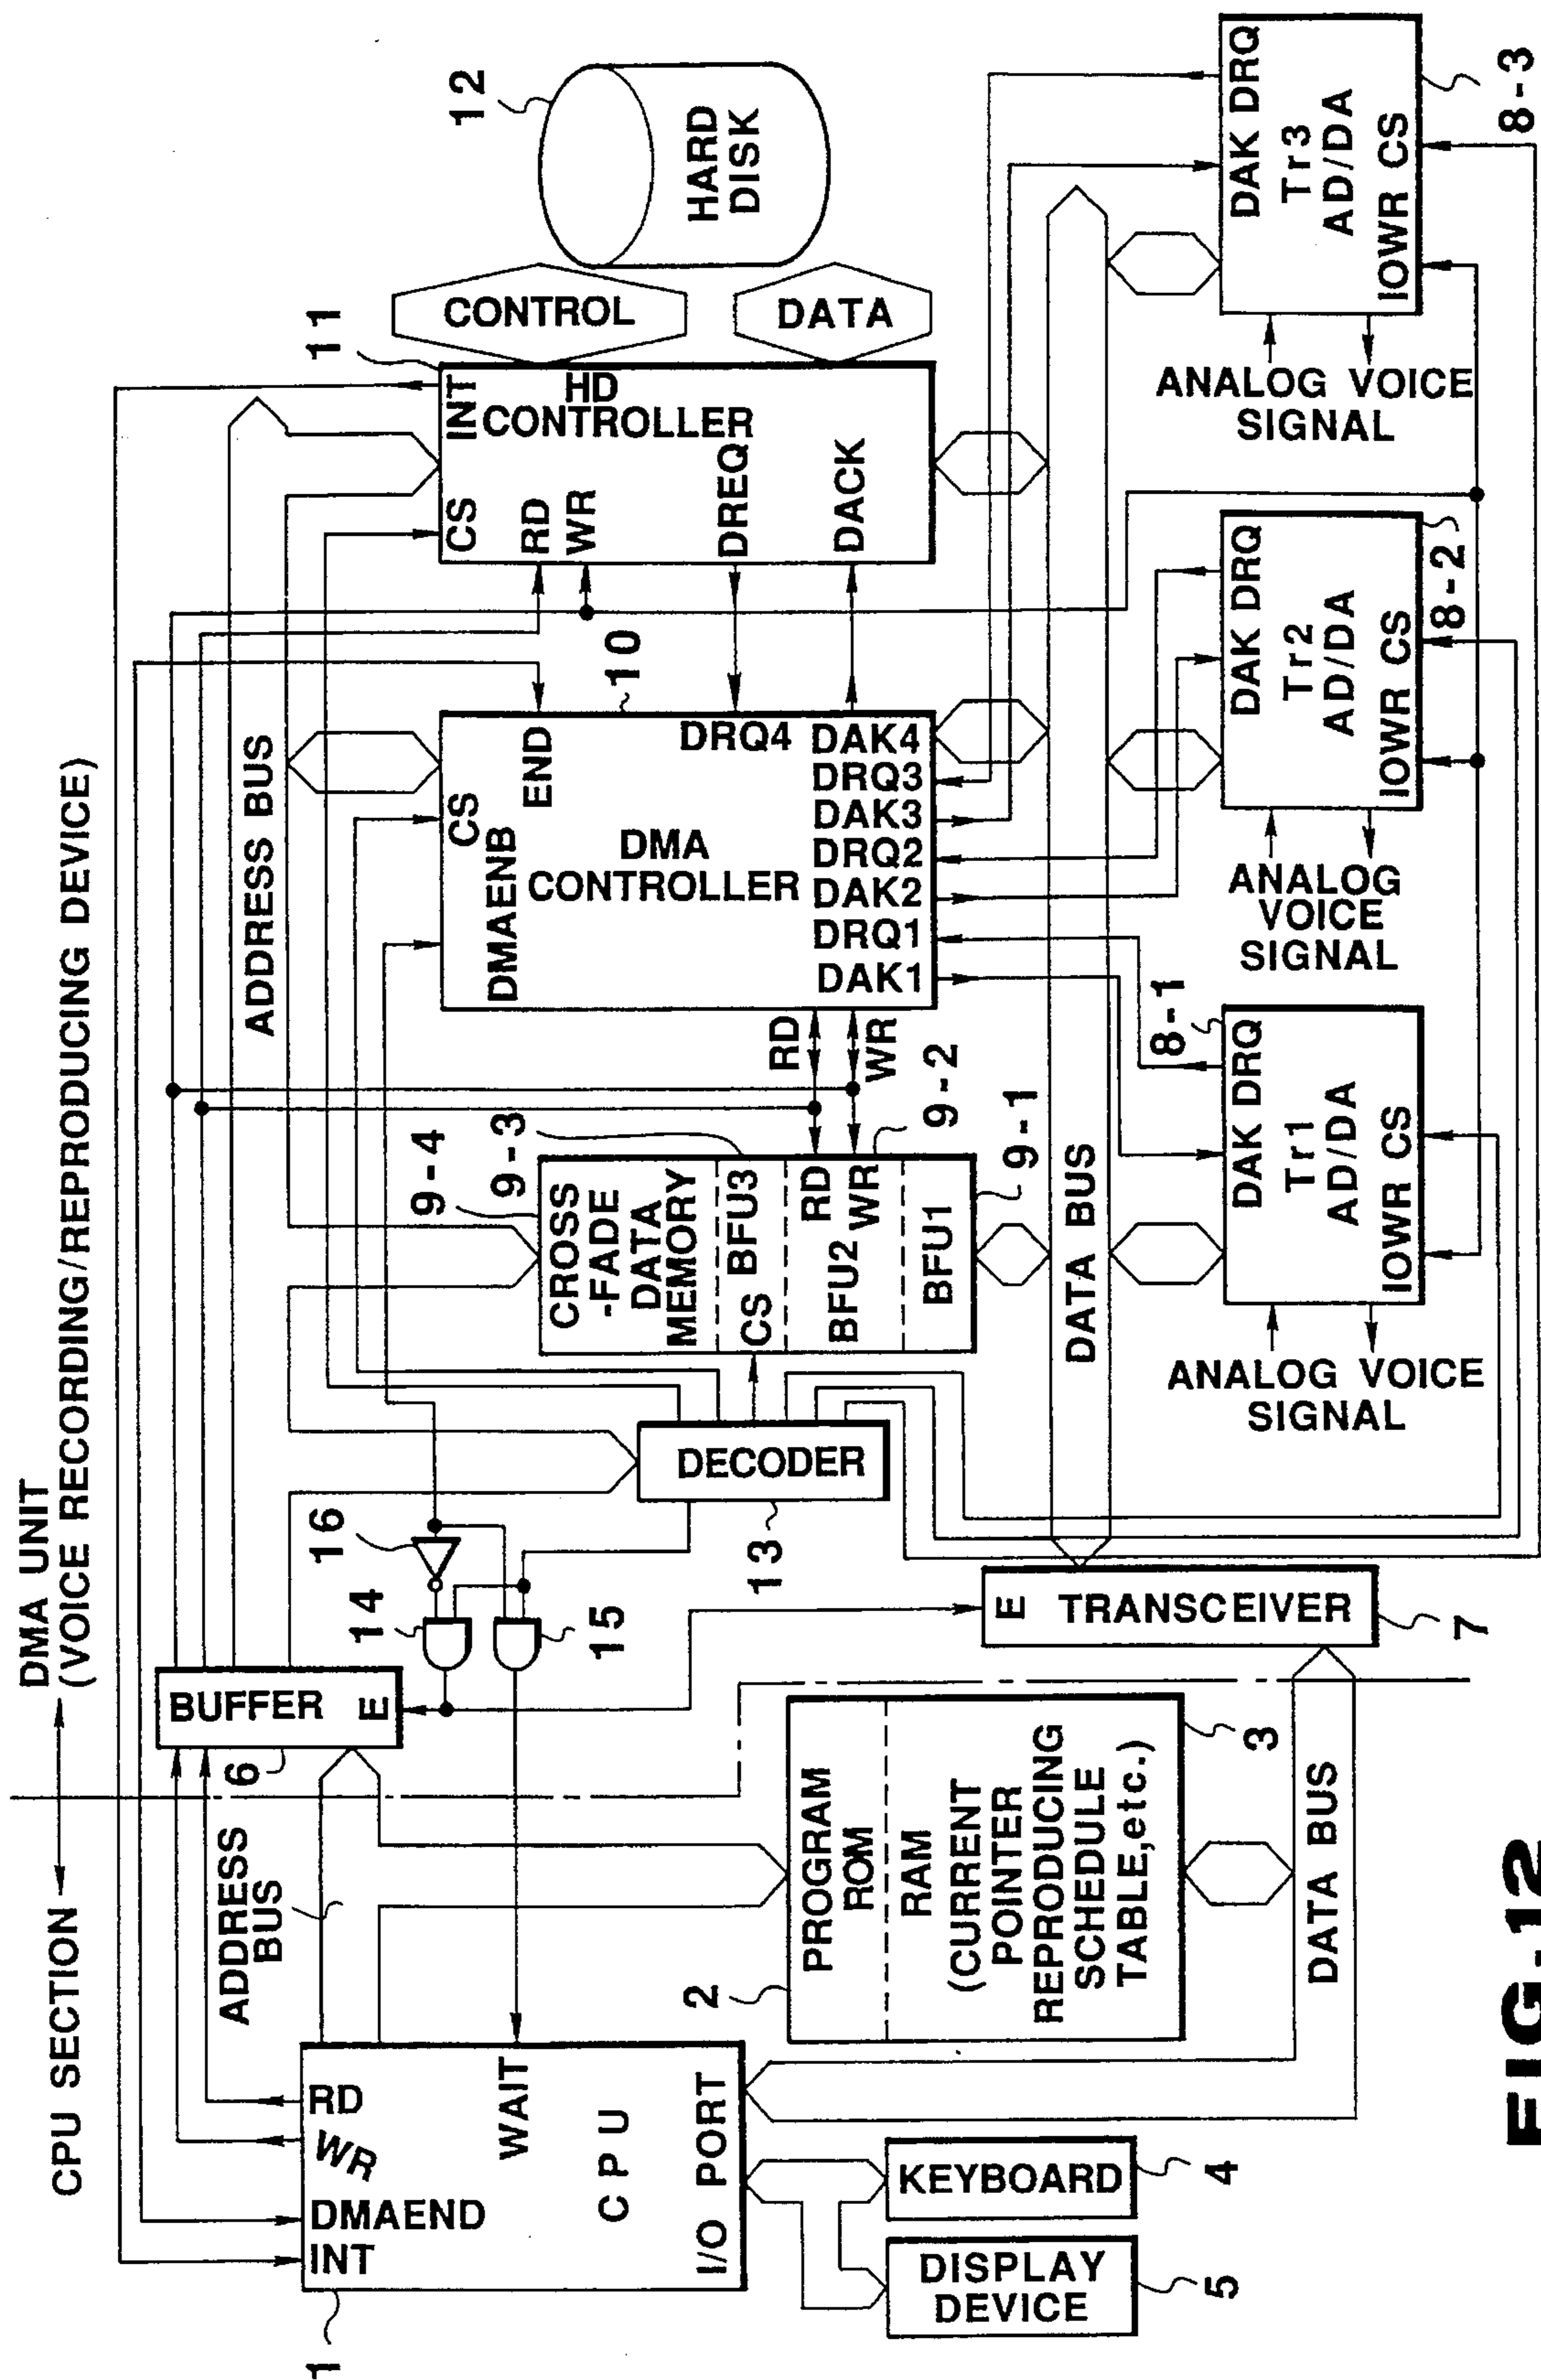 CPU SECTION
DMA UNIT
(VOICE RECORDING/REPRODUCING DEVICE)
1
INT
DMAEND
WR
RD
WAIT
CPU
I/O PORT
ADDRESS
BUS
6
BUFFER
E
14
16
15
ADDRESS BUS
2
PROGRAM
ROM
RAM
(CURRENT
POINTER
REPRODUCING
SCHEDULE
TABLE,etc.)
3
DISPLAY
DEVICE
5
KEYBOARD
4
DATA BUS
E
TRANSCEIVER
7
DECODER
13
9-4
9-3
9-2
9-1
CROSS
-FADE
DATA
MEMORY
CS BFU3
RD
BFU2
WR
BFU1
RD
WR
10
CS
DMAENB
END
DMA
CONTROLLER
DRQ4
DAK4
DRQ3
DAK3
DRQ2
DAK2
DRQ1
DAK1
11
INT
CS
HD
CONTROLLER
RD
WR
DREQ
DACK
CONTROL
DATA
12
HARD
DISK
DATA BUS
8-1
DAK DRQ
Tr1
AD/DA
IOWR CS
ANALOG VOICE
SIGNAL
8-2
DAK DRQ
Tr2
AD/DA
IOWR CS
ANALOG
VOICE
SIGNAL
8-3
DAK DRQ
Tr3
AD/DA
IOWR CS
ANALOG VOICE
SIGNAL
FIG.12